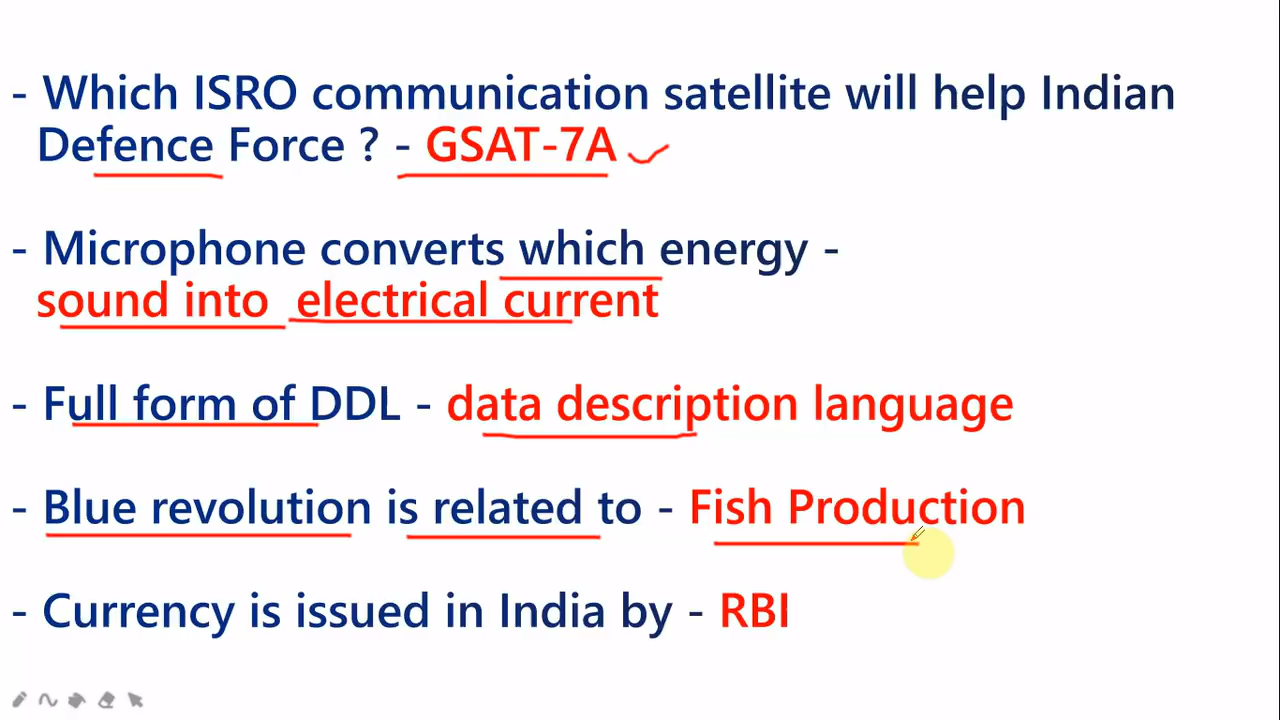 - Which ISRO communication satellite will help Indian
Defence Force ? - GSAT-7A
- Microphone converts which energy -
sound into electrical current
- Full form of DDL - data description language
- Blue revolution is related to - Fish Production
- Currency is issued in India by - RBI